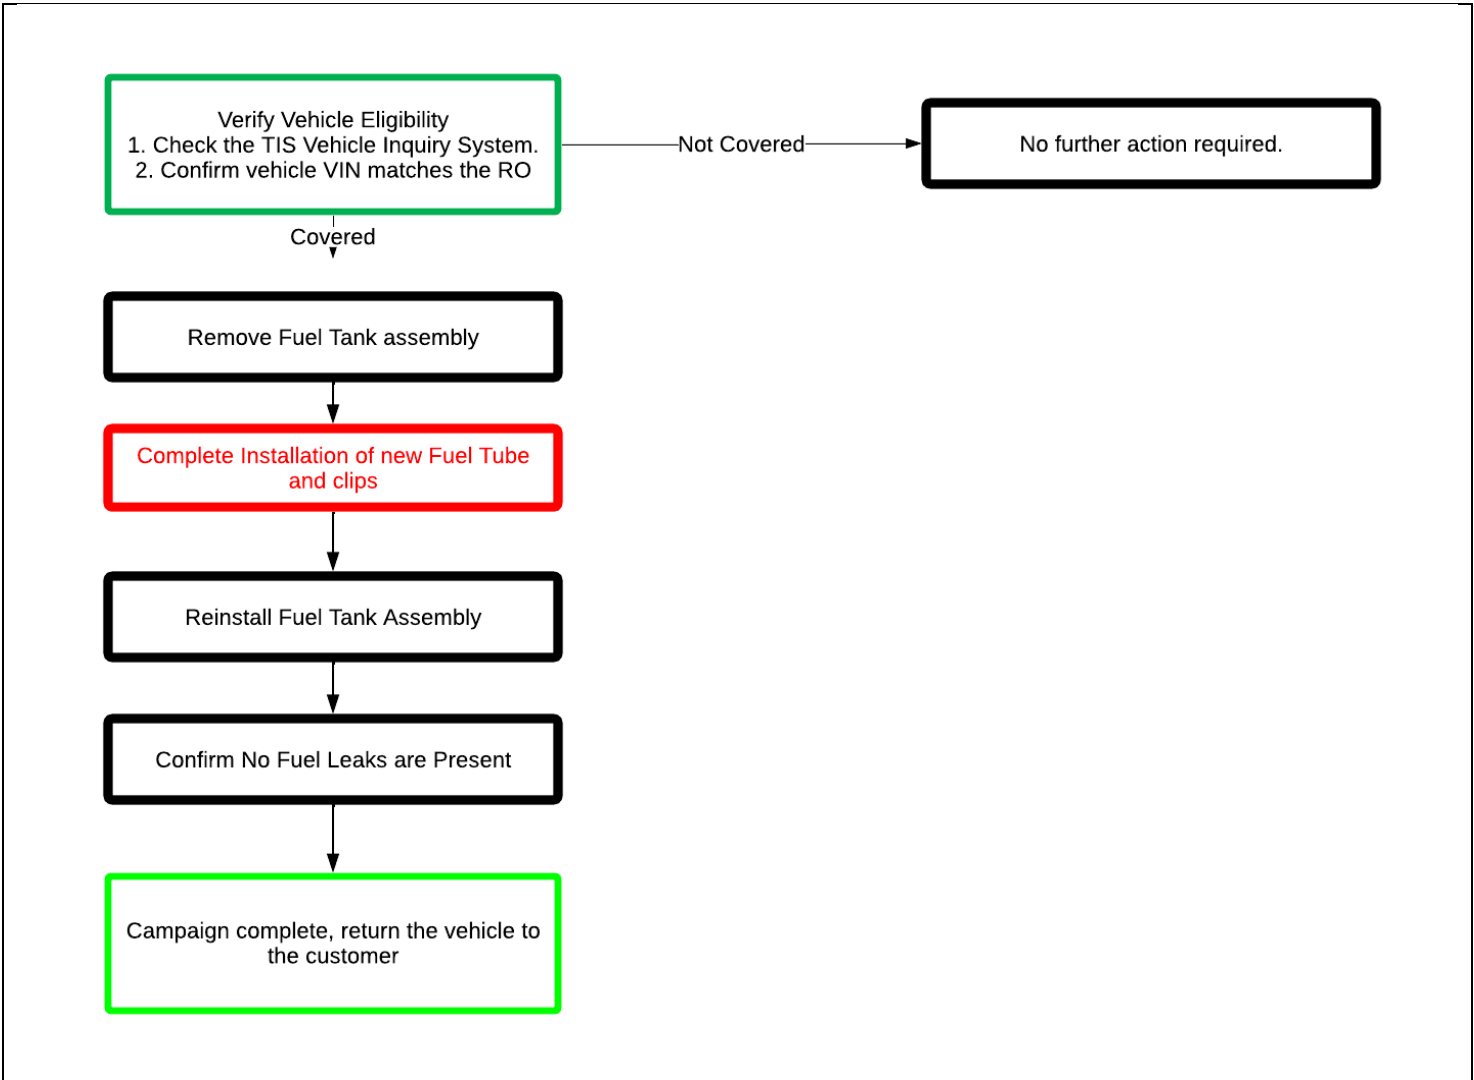 Verify Vehicle Eligibility
1. Check the TIS Vehicle Inquiry System.
2. Confirm vehicle VIN matches the RO
Not Covered
No further action required.
Covered
Remove Fuel Tank assembly
Complete Installation of new Fuel Tube
and clips
Reinstall Fuel Tank Assembly
Confirm No Fuel Leaks are Present
Campaign complete, return the vehicle to
the customer